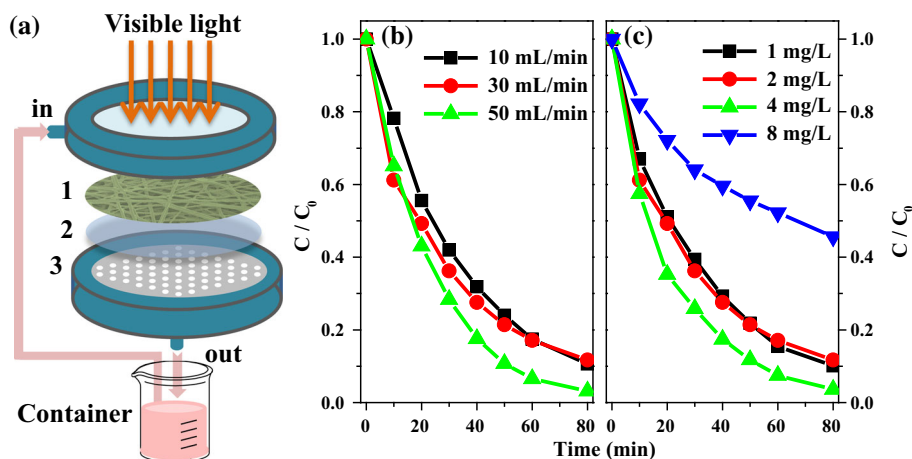 (a)
Visible light
in
1
2
3
out
Container
(b)
10 mL/min
30 mL/min
50 mL/min
C / C0
1.0
0.8
0.6
0.4
0.2
0.0
0 20 40 60 80
(c)
1 mg/L
2 mg/L
4 mg/L
8 mg/L
0 20 40 60 80
1.0
0.8
0.6
0.4
0.2
0.0
C / C0
Time (min)